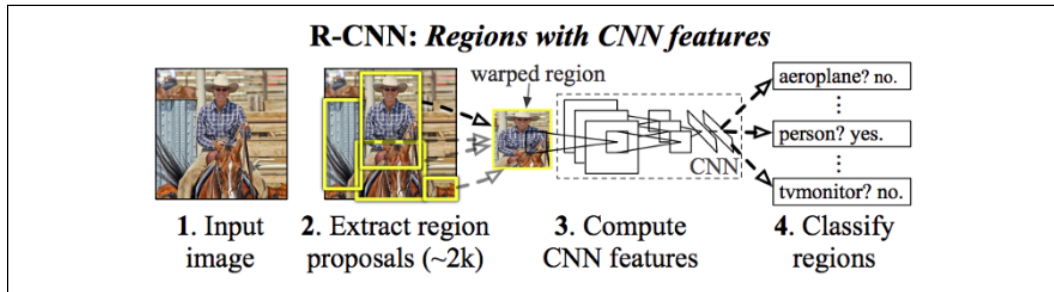 R-CNN: Regions with CNN features
warped region
aeroplane? no.
person? yes.
tvmonitor? no.
CNN
1. Input
image
2. Extract region
proposals (~2k)
3. Compute
CNN features
4. Classify
regions